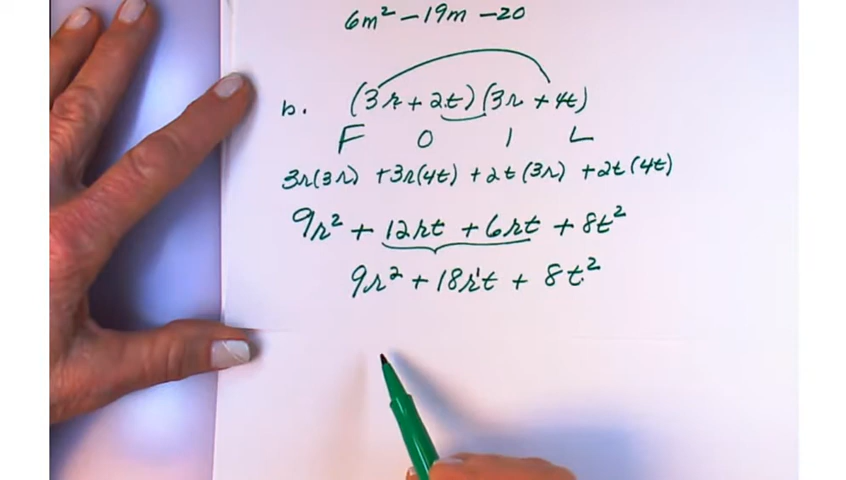 6m² - 19m - 20
b. (3r + 2t)(3r + 4t)
F O I L
3r(3r) + 3r(4t) + 2t(3r) + 2t(4t)
9r² + 12rt + 6rt + 8t²
9r² + 18rt + 8t²